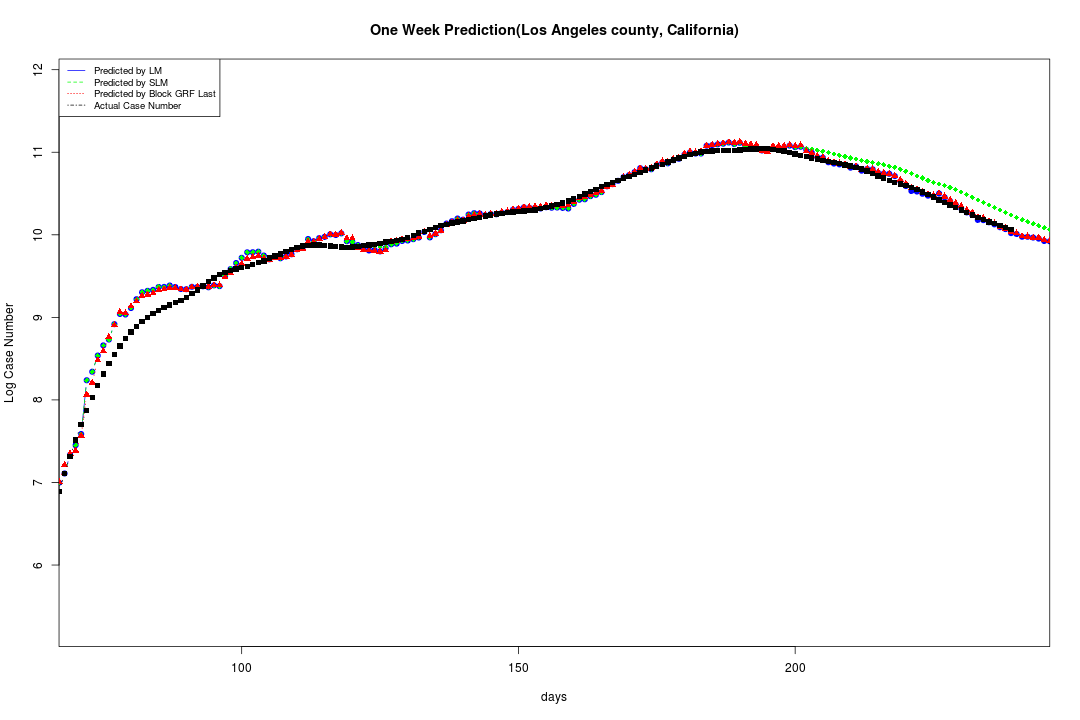 One Week Prediction(Los Angeles county, California)
Predicted by LM
Predicted by SLM
Predicted by Block GRF Last
Actual Case Number
12
11
10
9
8
7
6
Log Case Number
100 150 200
days